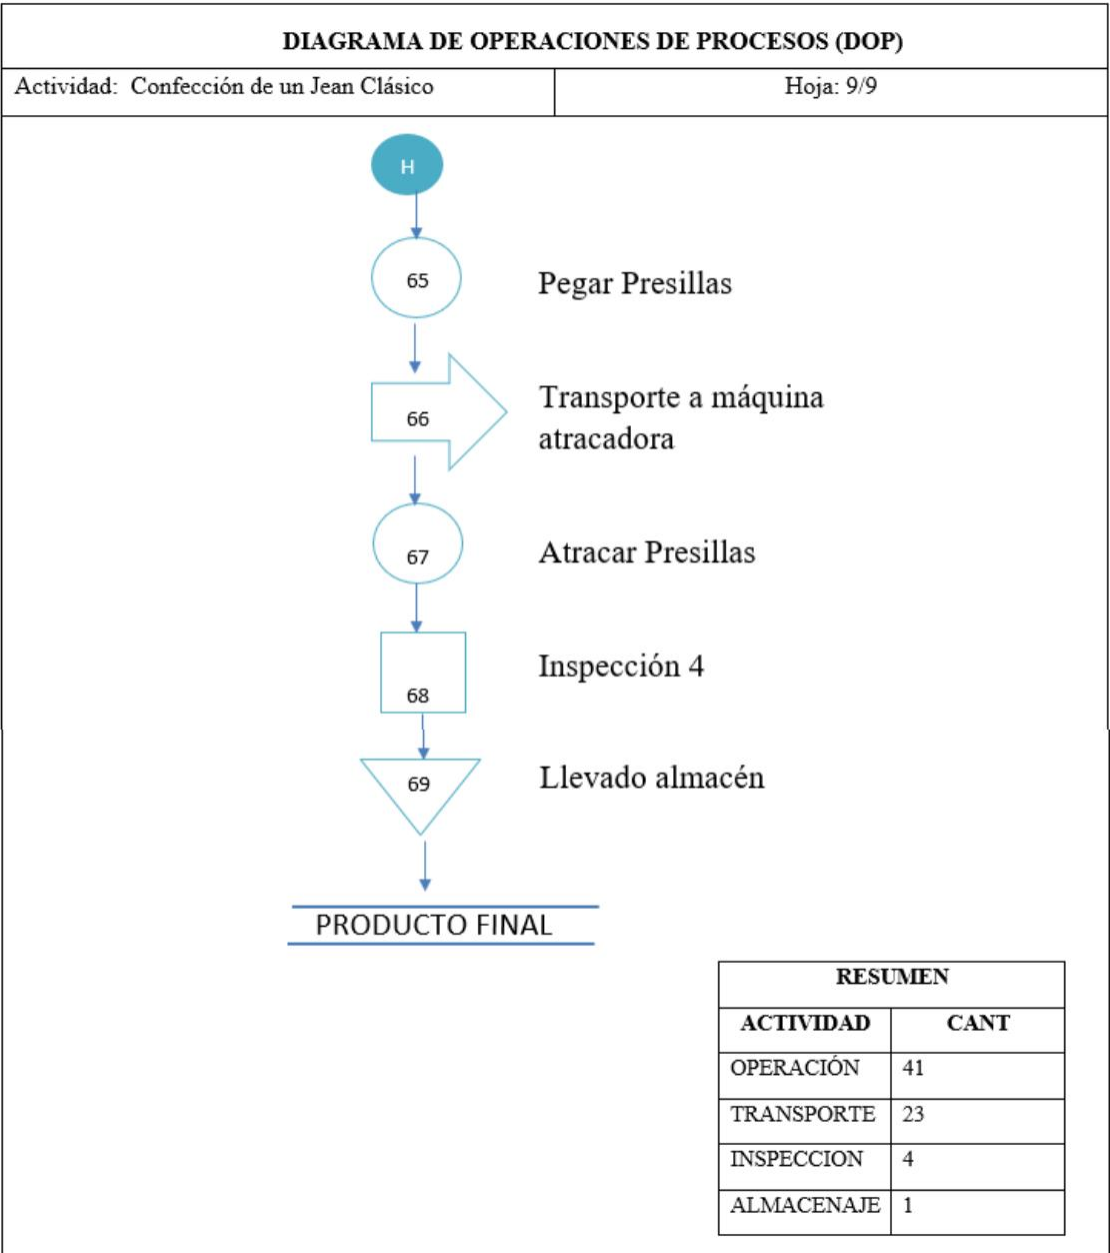 DIAGRAMA DE OPERACIONES DE PROCESOS (DOP)
Actividad: Confección de un Jean Clásico
Hoja: 9/9
H
65
Pegar Presillas
66
Transporte a máquina
atracadora
67
Atracar Presillas
68
Inspección 4
69
Llevado almacén
PRODUCTO FINAL
RESUMEN
ACTIVIDAD CANT
OPERACIÓN 41
TRANSPORTE 23
INSPECCION 4
ALMACENAJE 1